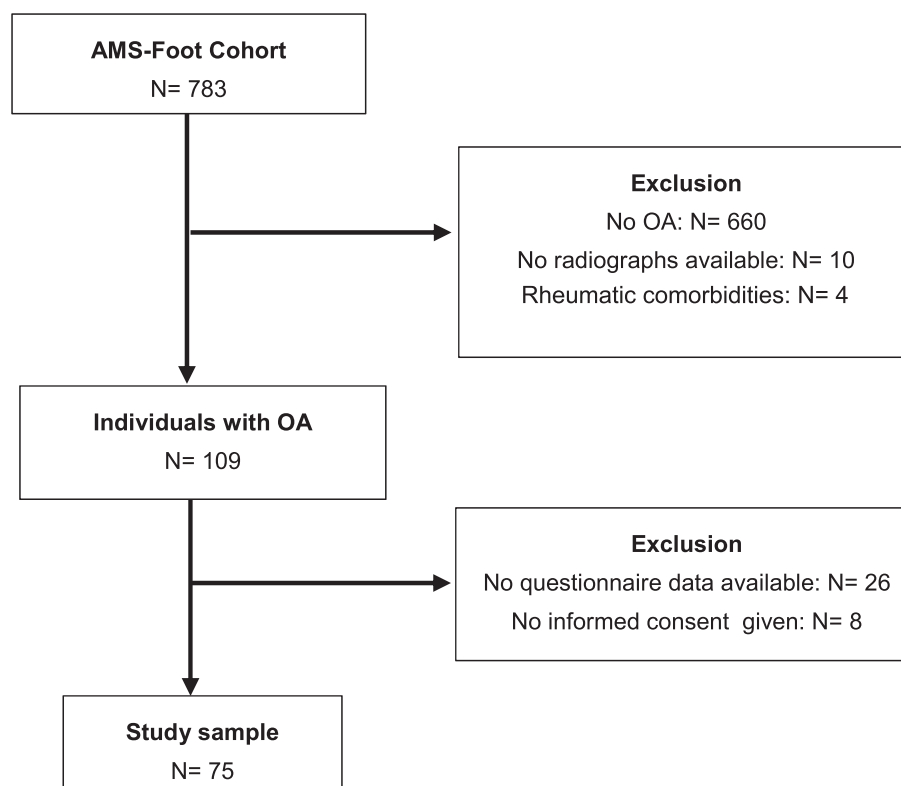 AMS-Foot Cohort
N= 783
Exclusion
No OA: N= 660
No radiographs available: N= 10
Rheumatic comorbidities: N= 4
Individuals with OA
N= 109
Exclusion
No questionnaire data available: N= 26
No informed consent given: N= 8
Study sample
N= 75